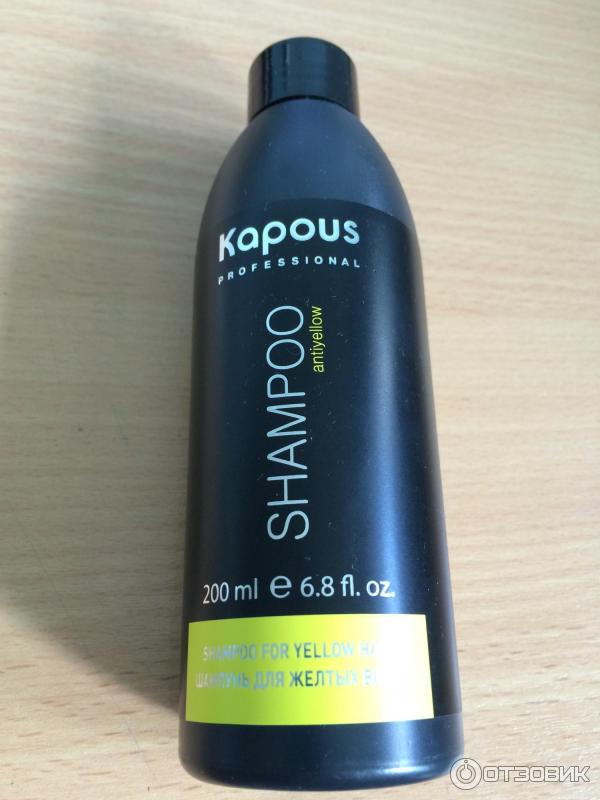 Kapous
PROFESSIONAL
SHAMPOO
antiyellow
200 ml e 6.8 fl. oz.
SHAMPOO FOR YELLOW
ШАМПУНЬ ДЛЯ ЖЕЛТЫХ
ОТЗОВИК